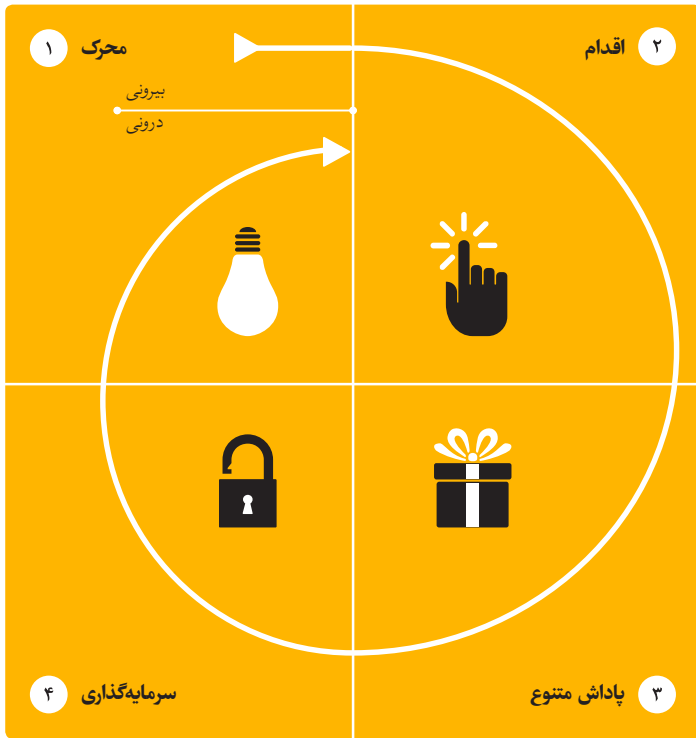 ۱ محرک
بیرونی
درونی
۲ اقدام
۳ پاداش متنوع
۴ سرمایه‌گذاری